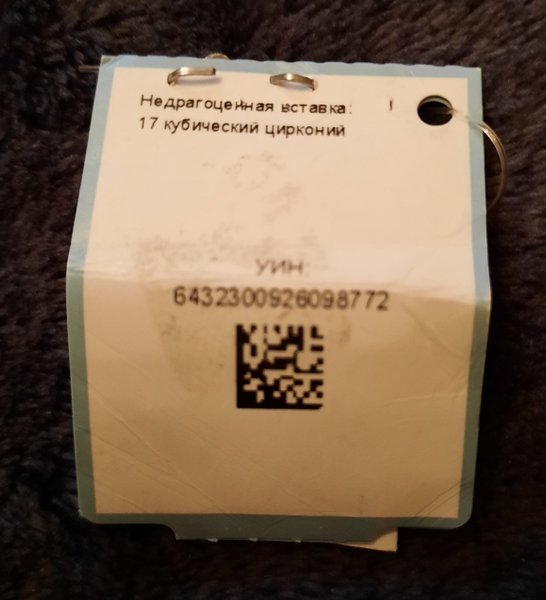 Недрагоценная вставка:
17 кубический цирконий
УИН:
6432300926098772